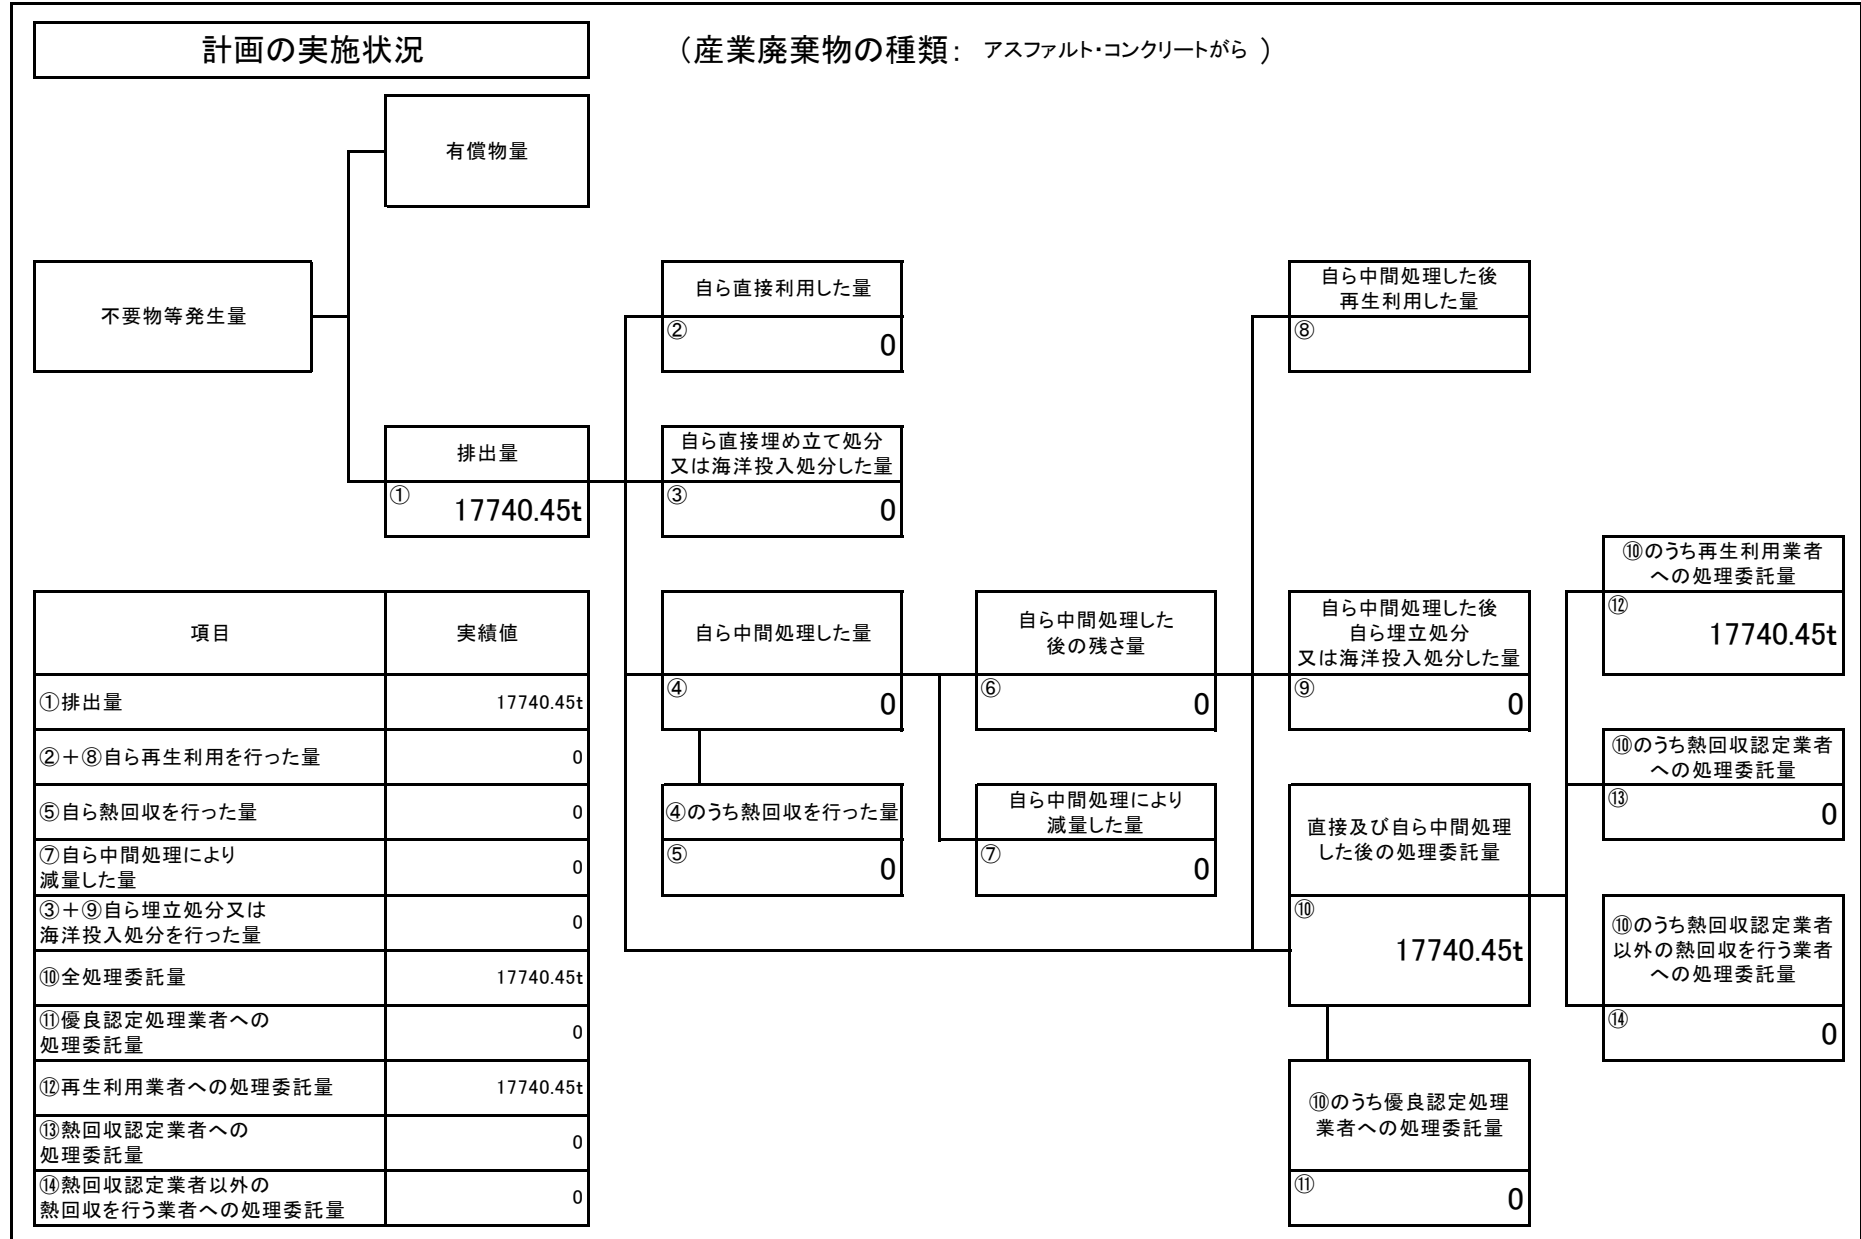 計画の実施状況
（産業廃棄物の種類： アスファルト・コンクリートがら ）
有償物量
不要物等発生量
自ら直接利用した量
②
0
自ら中間処理した後
再生利用した量
⑧
排出量
①
17740.45t
自ら直接埋め立て処分
又は海洋投入処分した量
③
0
⑩のうち再生利用業者
への処理委託量
⑫
17740.45t
自ら中間処理した量
④
0
自ら中間処理した
後の残さ量
⑥
0
自ら中間処理した後
自ら埋立処分
又は海洋投入処分した量
⑨
0
⑩のうち熱回収認定業者
への処理委託量
⑬
0
④のうち熱回収を行った量
⑤
0
自ら中間処理により
減量した量
⑦
0
直接及び自ら中間処理
した後の処理委託量
⑩
17740.45t
⑩のうち熱回収認定業者
以外の熱回収を行う業者
への処理委託量
⑭
0
⑩のうち優良認定処理
業者への処理委託量
⑪
0
項目 実績値
①排出量 17740.45t
②＋⑧自ら再生利用を行った量 0
⑤自ら熱回収を行った量 0
⑦自ら中間処理により
減量した量 0
③＋⑨自ら埋立処分又は
海洋投入処分を行った量 0
⑩全処理委託量 17740.45t
⑪優良認定処理業者への
処理委託量 0
⑫再生利用業者への処理委託量 17740.45t
⑬熱回収認定業者への
処理委託量 0
⑭熱回収認定業者以外の
熱回収を行う業者への処理委託量 0